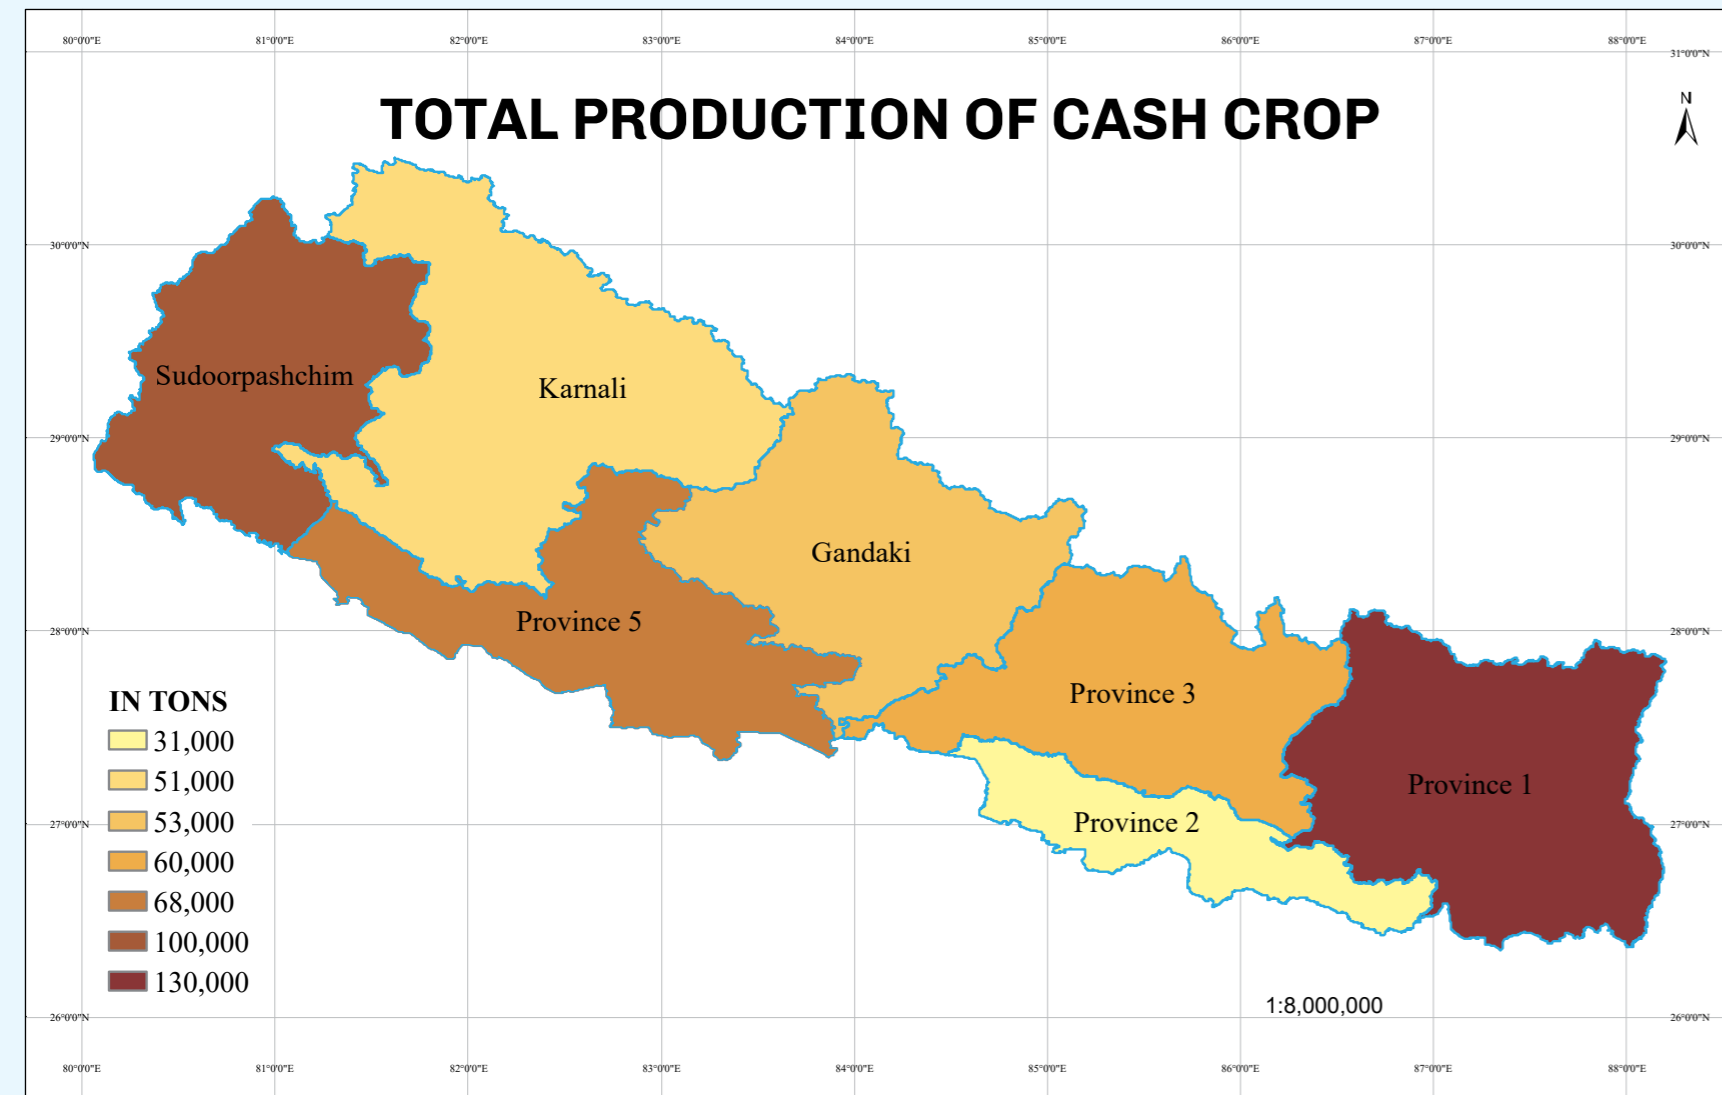 80°0'0"E 81°0'0"E 82°0'0"E 83°0'0"E 84°0'0"E 85°0'0"E 86°0'0"E 87°0'0"E 88°0'0"E
31°0'0"N
TOTAL PRODUCTION OF CASH CROP
N
30°0'0"N 30°0'0"N
Sudoorpashchim
Karnali
29°0'0"N 29°0'0"N
Gandaki
Province 5
28°0'0"N 28°0'0"N
Province 3
Province 1
Province 2
27°0'0"N 27°0'0"N
IN TONS
31,000
51,000
53,000
60,000
68,000
100,000
130,000
1:8,000,000
26°0'0"N 26°0'0"N
80°0'0"E 81°0'0"E 82°0'0"E 83°0'0"E 84°0'0"E 85°0'0"E 86°0'0"E 87°0'0"E 88°0'0"E